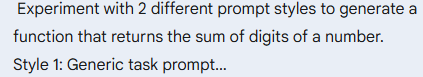 Experiment with 2 different prompt styles to generate a
function that returns the sum of digits of a number.
Style 1: Generic task prompt...